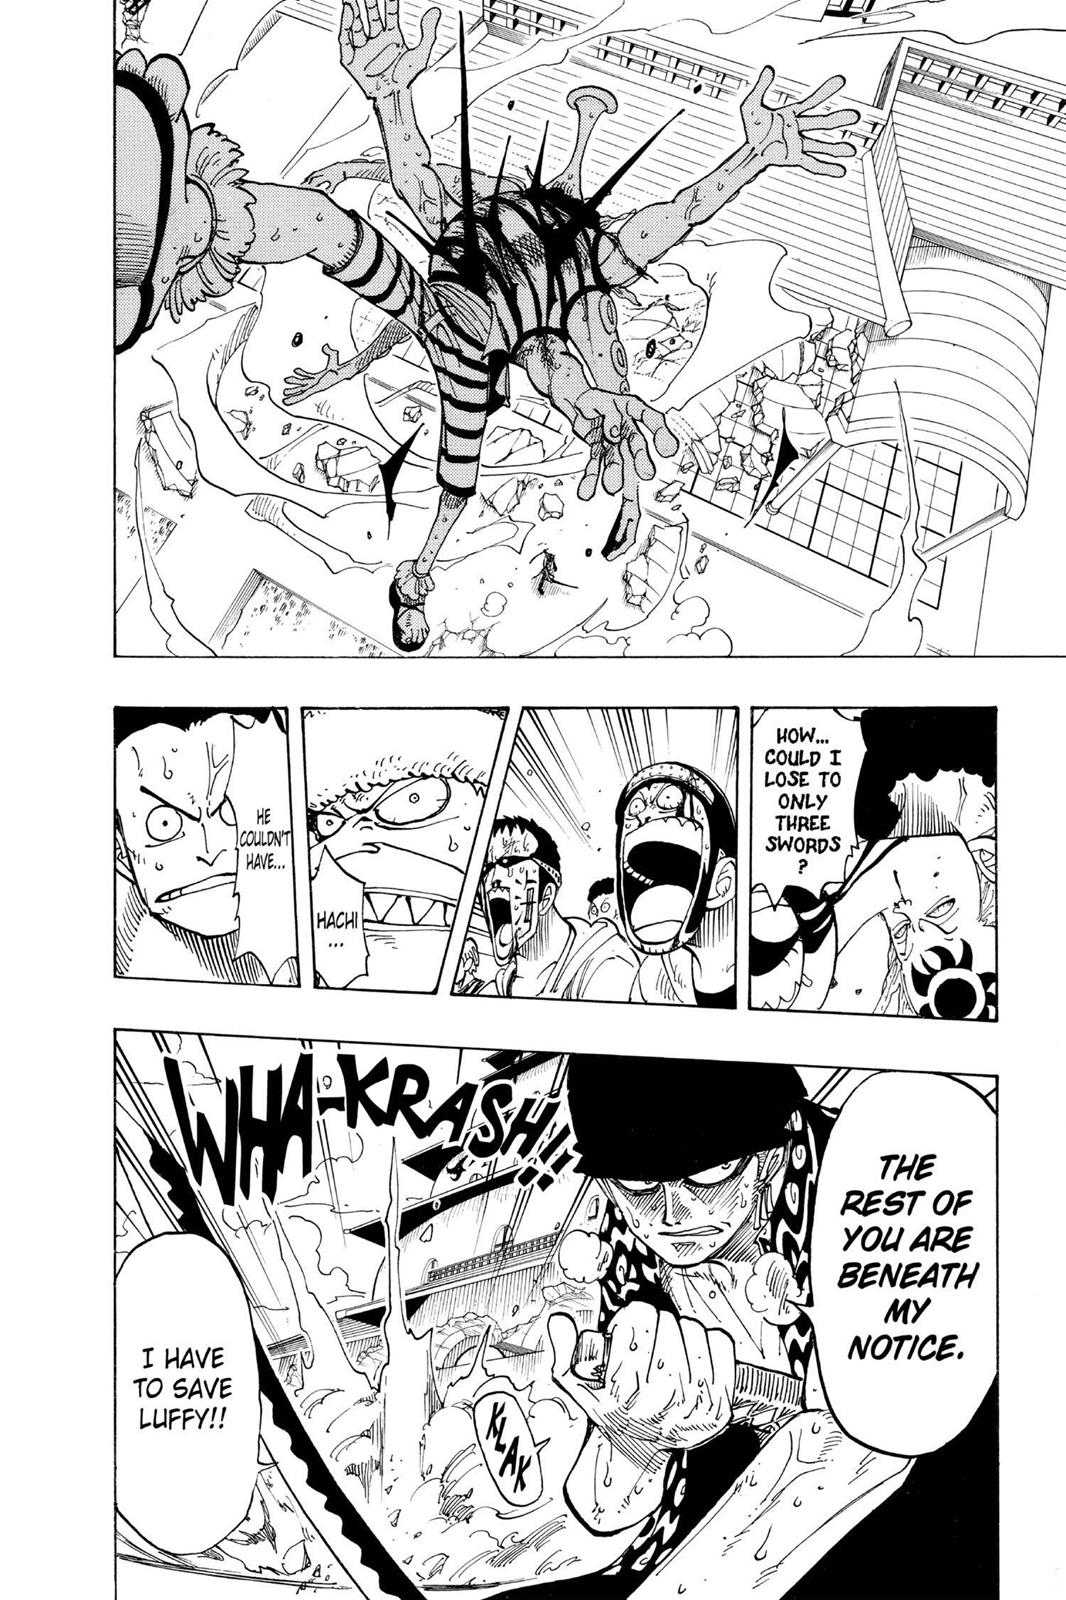 HOW...
COULD I
LOSE TO
ONLY
THREE
SWORDS
?
HACHI
...
HE
COULDN'T
HAVE...
WHA-KRASH!!
THE
REST OF
YOU ARE
BENEATH
MY
NOTICE.
KLAK
I HAVE
TO SAVE
LUFFY!!